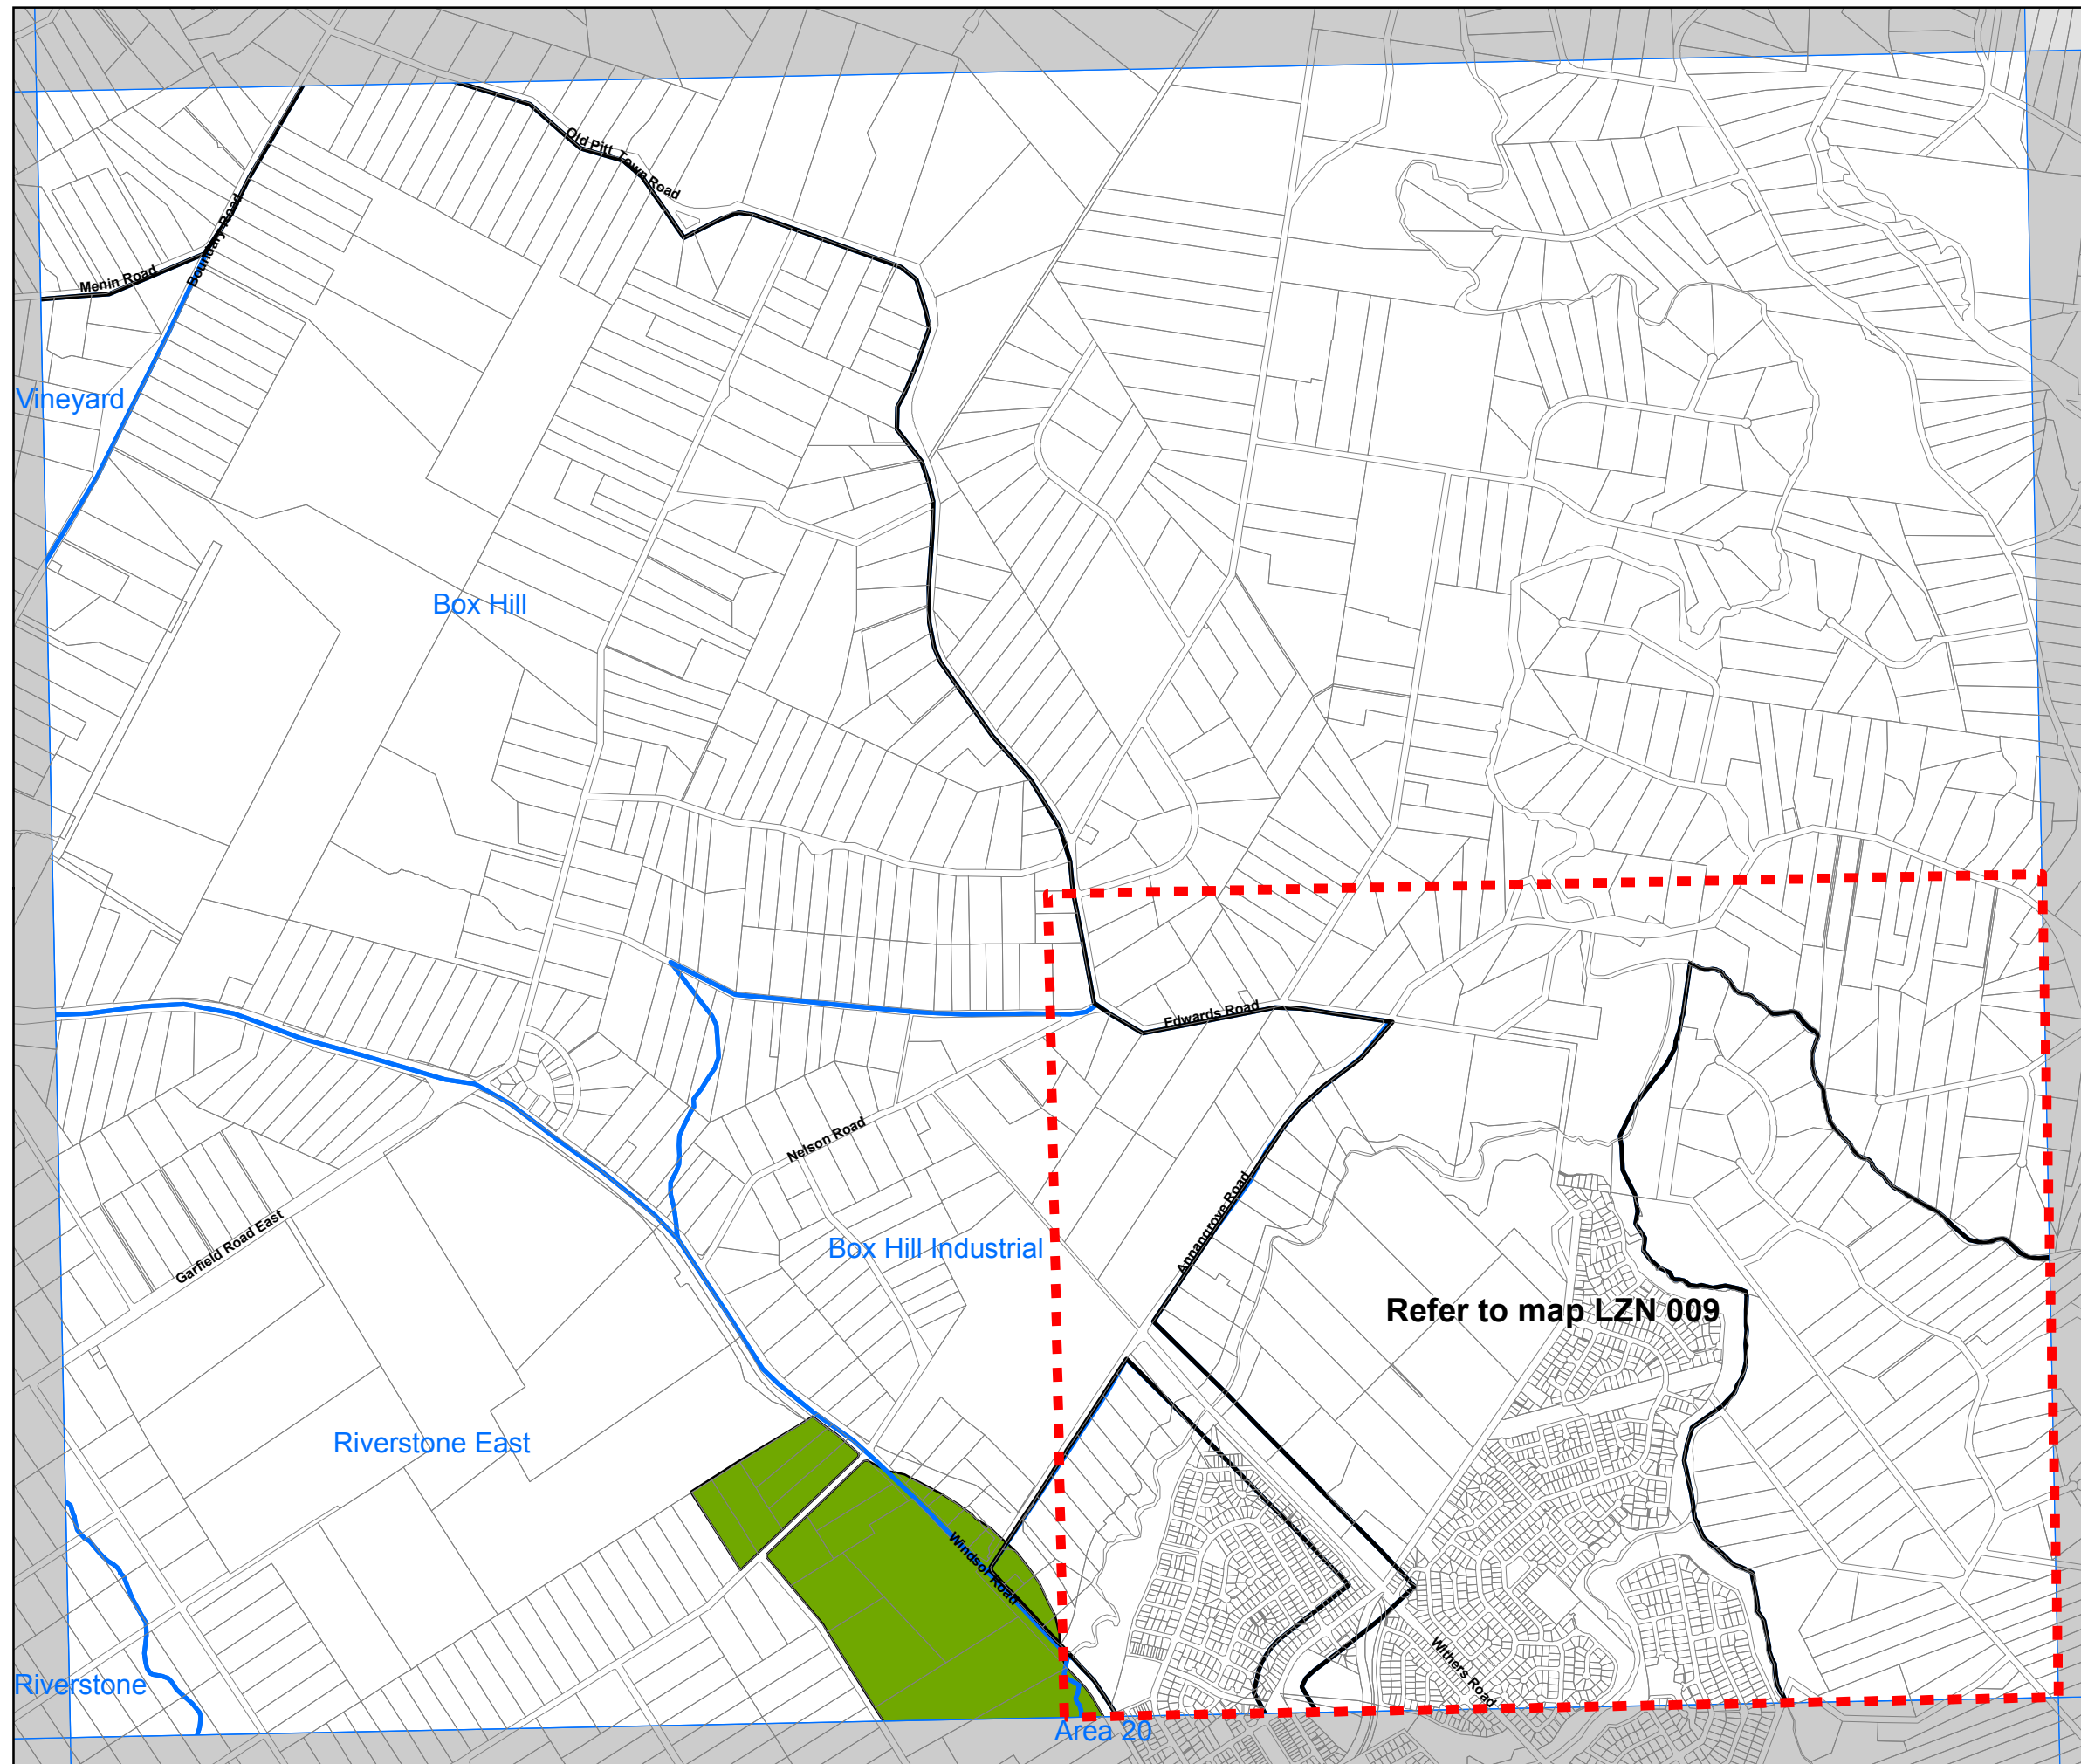 Old Pitt Town Road
Boundary Road
Menin Road
Vineyard
Box Hill
Edwards Road
Nelson Road
Annangrove Road
Garfield Road East
Box Hill Industrial
Refer to map LZN 009
Riverstone East
Windsor Road
Withers Road
Riverstone
Area 20